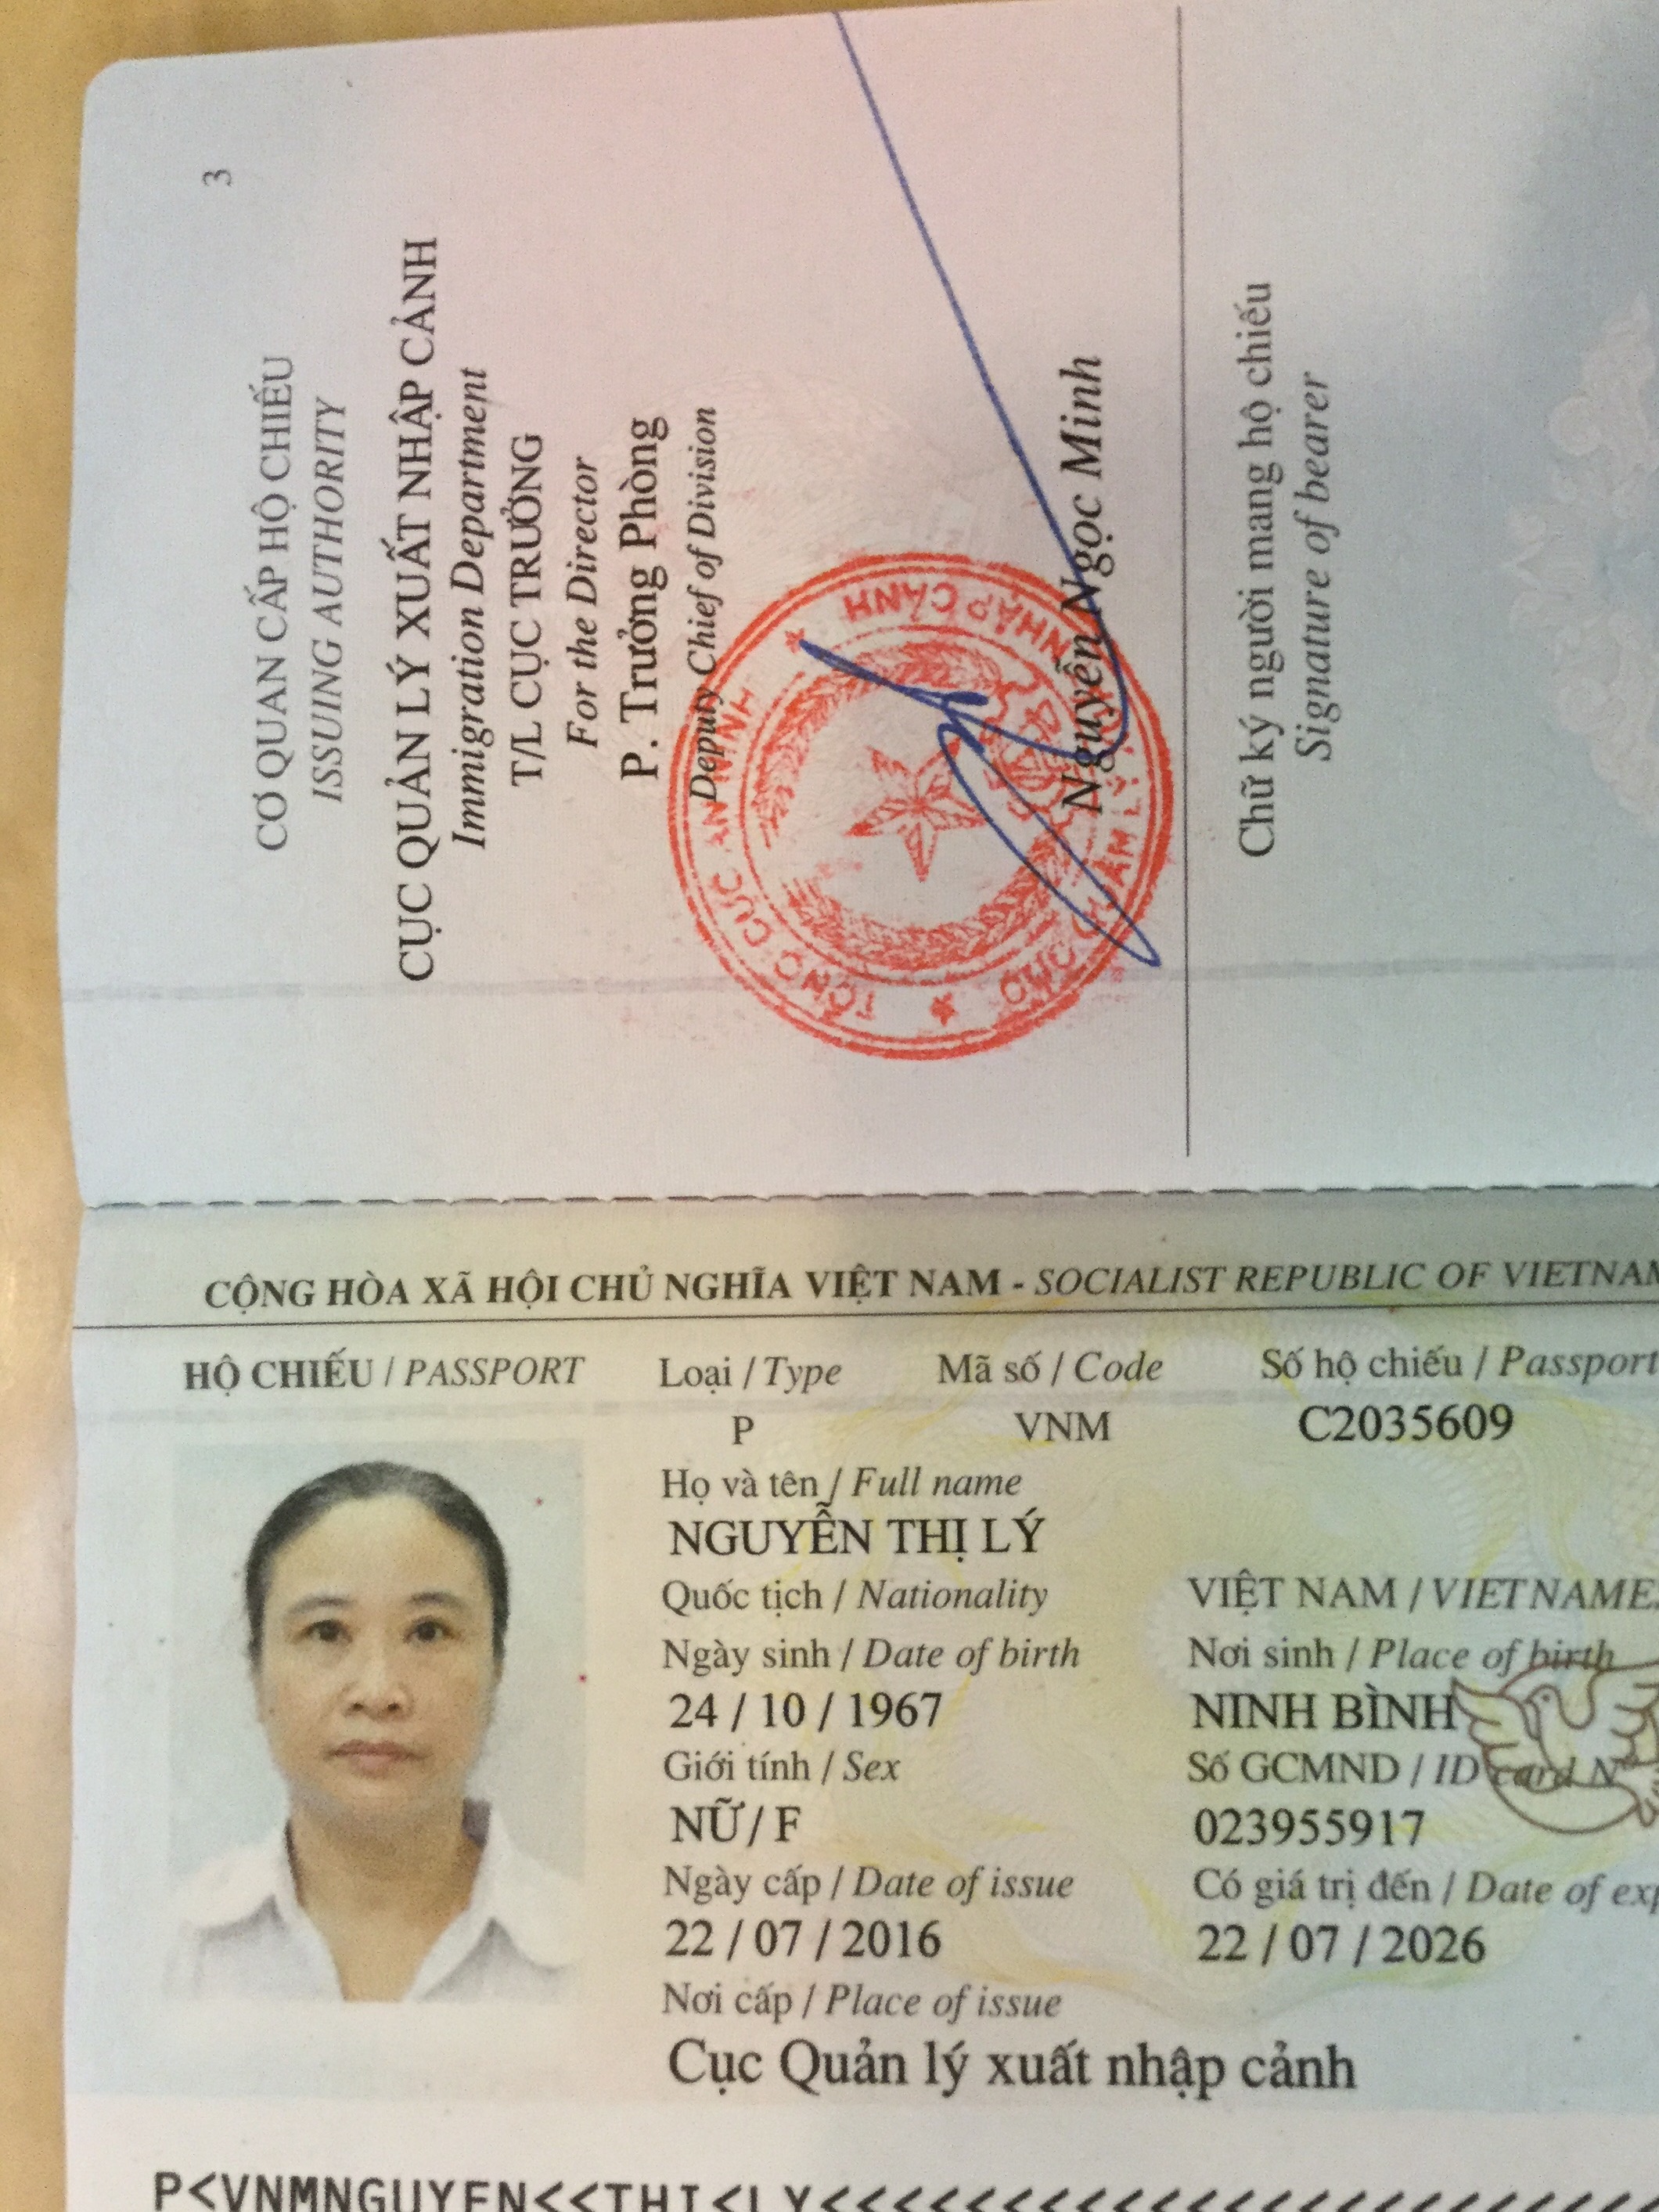 3
CƠ QUAN CẤP HỘ CHIẾU
ISSUING AUTHORITY
CỤC QUẢN LÝ XUẤT NHẬP CẢNH
Immigration Department
T/L CỤC TRƯỞNG
For the Director
P. Trưởng Phòng
Deputy Chief of Division
TỔNG CỤC AN NINH
CỤC QUẢN LÝ XUẤT NHẬP CẢNH
Nguyễn Ngọc Minh
Chữ ký người mang hộ chiếu
Signature of bearer
CỘNG HÒA XÃ HỘI CHỦ NGHĨA VIỆT NAM - SOCIALIST REPUBLIC OF VIETNAM
HỘ CHIẾU / PASSPORT Loại / Type Mã số / Code Số hộ chiếu / Passport
P VNM C2035609
Họ và tên / Full name
NGUYỄN THỊ LÝ
Quốc tịch / Nationality VIỆT NAM / VIETNAMES
Ngày sinh / Date of birth Nơi sinh / Place of birth
24 / 10 / 1967 NINH BÌNH
Giới tính / Sex Số GCMND / ID card Nº
NỮ / F 023955917
Ngày cấp / Date of issue Có giá trị đến / Date of exp
22 / 07 / 2016 22 / 07 / 2026
Nơi cấp / Place of issue
Cục Quản lý xuất nhập cảnh
P<VNMNGUYEN<<THI<LY<<<<<<<<<<<<<<<<<<<<